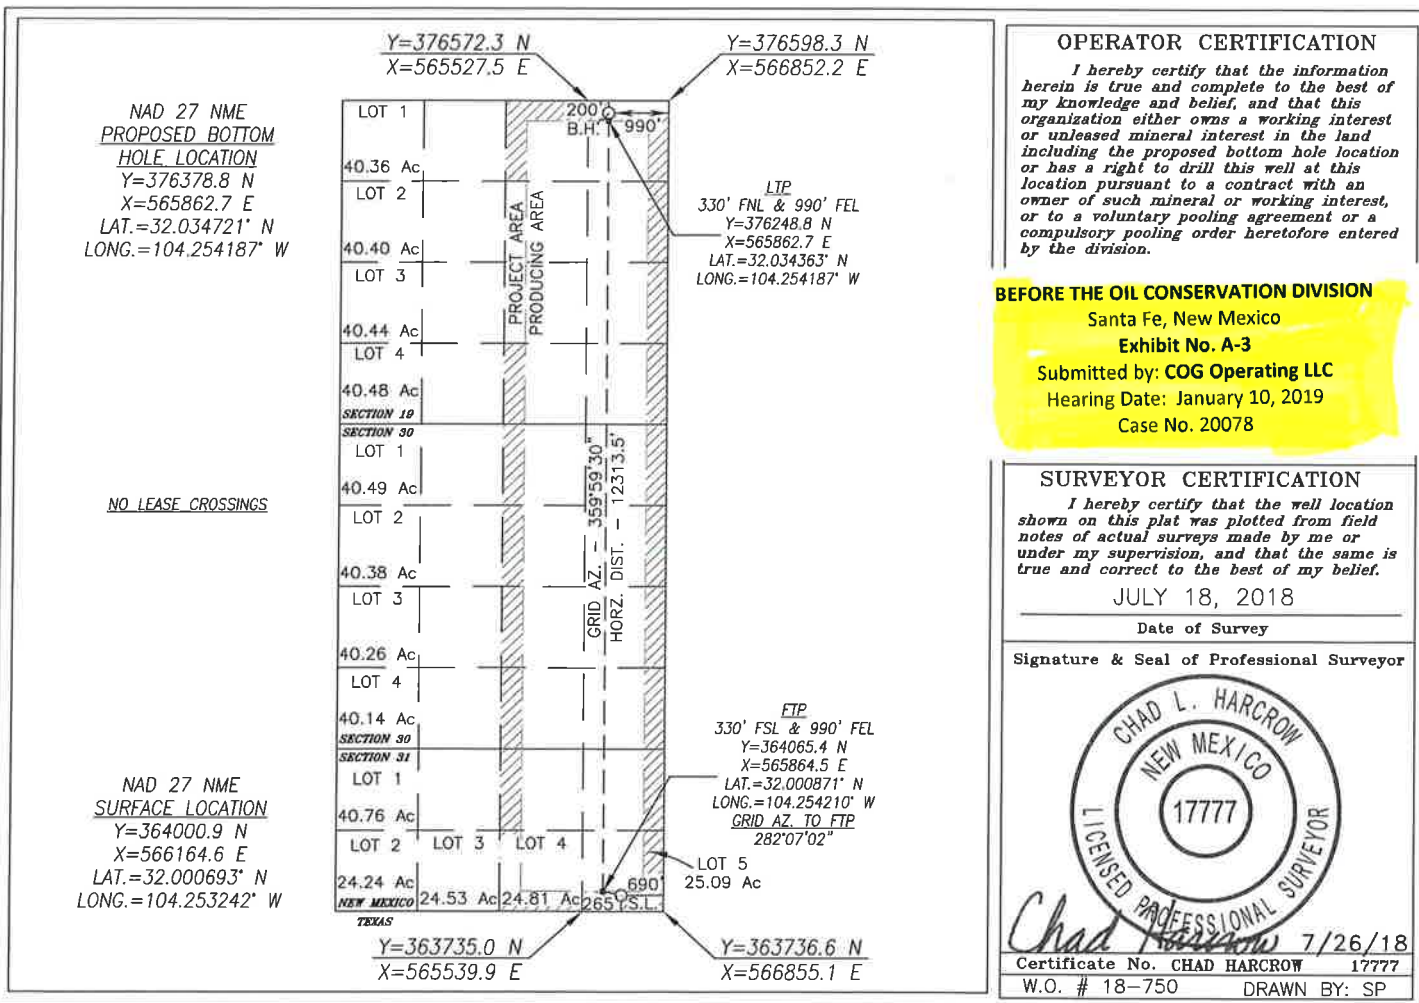 Y=376572.3 N
X=565527.5 E
Y=376598.3 N
X=566852.2 E
NAD 27 NME
PROPOSED BOTTOM
HOLE LOCATION
Y=376378.8 N
X=565862.7 E
LAT.=32.034721° N
LONG.=104.254187° W
LOT 1
40.36 Ac
LOT 2
40.40 Ac
LOT 3
40.44 Ac
LOT 4
40.48 Ac
SECTION 19
SECTION 30
LOT 1
40.49 Ac
LOT 2
40.38 Ac
LOT 3
40.26 Ac
LOT 4
40.14 Ac
SECTION 30
SECTION 31
LOT 1
40.76 Ac
LOT 2
LOT 3
LOT 4
24.24 Ac
24.53 Ac
24.81 Ac
NEW MEXICO
TEXAS
200'
B.H.
990'
PROJECT AREA
PRODUCING AREA
GRID AZ. - 359°59'30"
HORZ. DIST. - 12313.5'
LTP
330' FNL & 990' FEL
Y=376248.8 N
X=565862.7 E
LAT.=32.034363° N
LONG.=104.254187° W
NO LEASE CROSSINGS
FTP
330' FSL & 990' FEL
Y=364065.4 N
X=565864.5 E
LAT.=32.000871° N
LONG.=104.254210° W
GRID AZ. TO FTP
282°07'02"
LOT 5
25.09 Ac
690'
265'
S.L.
NAD 27 NME
SURFACE LOCATION
Y=364000.9 N
X=566164.6 E
LAT.=32.000693° N
LONG.=104.253242° W
Y=363735.0 N
X=565539.9 E
Y=363736.6 N
X=566855.1 E
OPERATOR CERTIFICATION
I hereby certify that the information
herein is true and complete to the best of
my knowledge and belief, and that this
organization either owns a working interest
or unleased mineral interest in the land
including the proposed bottom hole location
or has a right to drill this well at this
location pursuant to a contract with an
owner of such mineral or working interest,
or to a voluntary pooling agreement or a
compulsory pooling order heretofore entered
by the division.
BEFORE THE OIL CONSERVATION DIVISION
Santa Fe, New Mexico
Exhibit No. A-3
Submitted by: COG Operating LLC
Hearing Date: January 10, 2019
Case No. 20078
SURVEYOR CERTIFICATION
I hereby certify that the well location
shown on this plat was plotted from field
notes of actual surveys made by me or
under my supervision, and that the same is
true and correct to the best of my belief.
JULY 18, 2018
Date of Survey
Signature & Seal of Professional Surveyor
CHAD L. HARCROW
NEW MEXICO
17777
LICENSED PROFESSIONAL SURVEYOR
Chad Harcrow 7/26/18
Certificate No. CHAD HARCROW 17777
W.O. # 18-750 DRAWN BY: SP